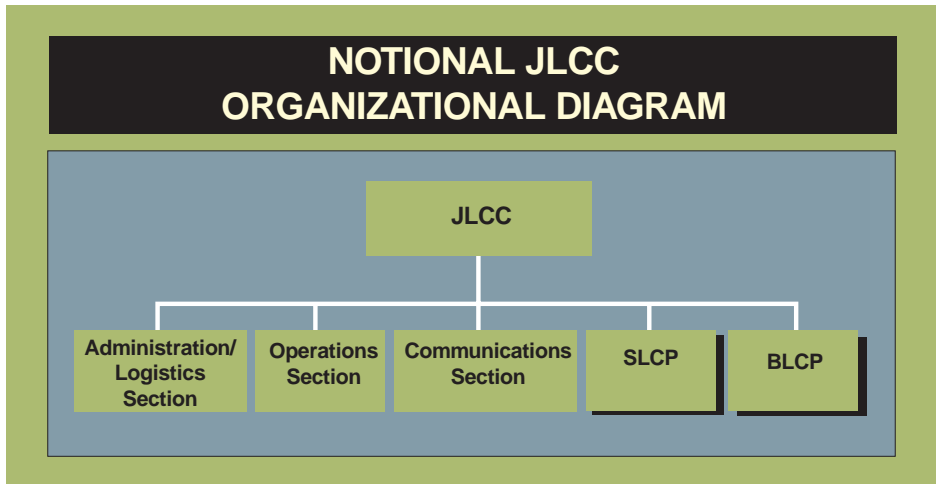 NOTIONAL JLCC
ORGANIZATIONAL DIAGRAM
JLCC
Administration/
Logistics
Section
Operations
Section
Communications
Section
SLCP
BLCP